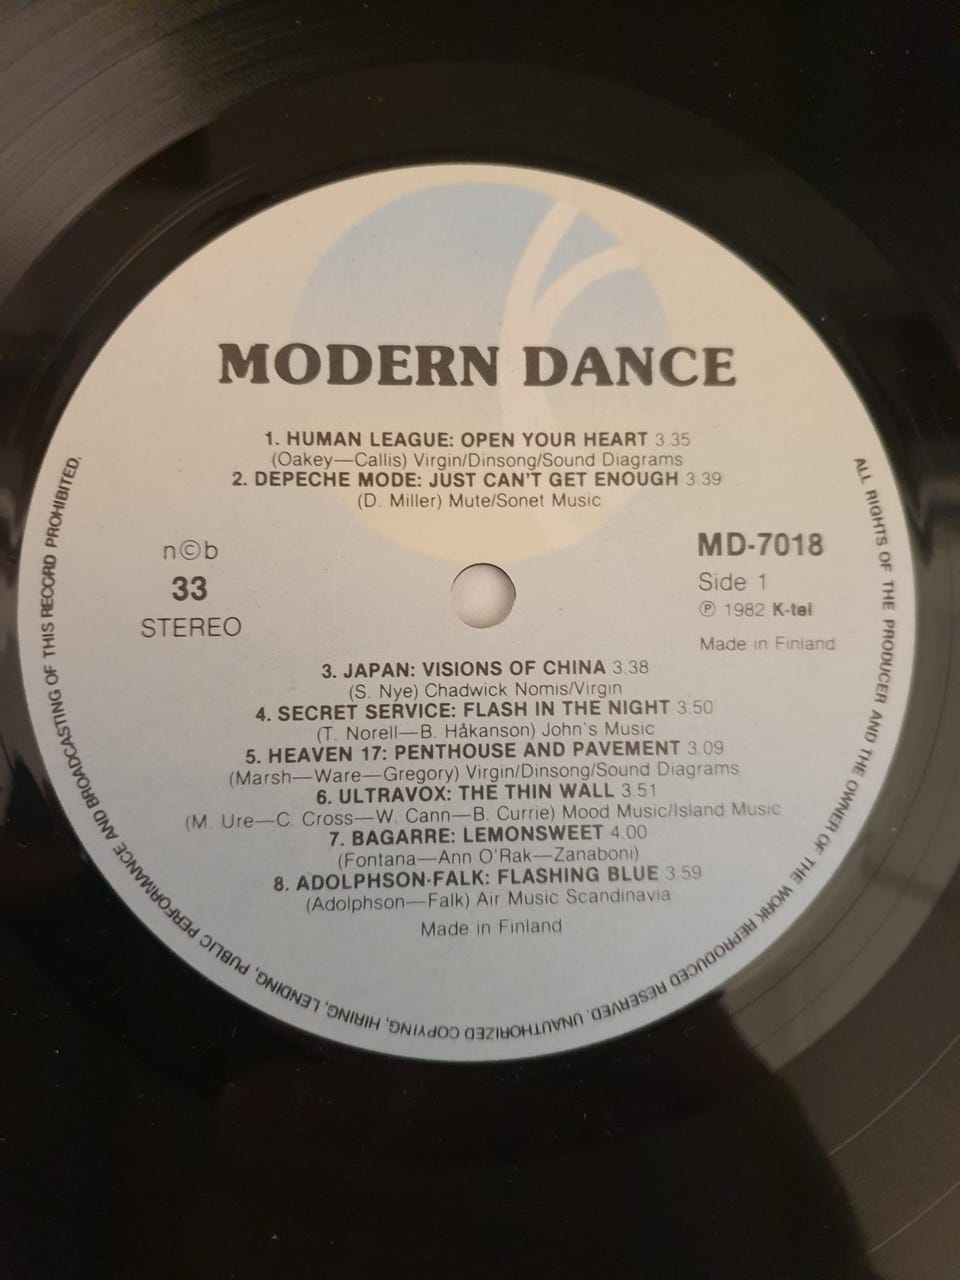 MODERN DANCE
1. HUMAN LEAGUE: OPEN YOUR HEART 3.35
(Oakey—Callis) Virgin/Dinsong/Sound Diagrams
2. DEPECHE MODE: JUST CAN'T GET ENOUGH 3.39
(D. Miller) Mute/Sonet Music
n©b
33
STEREO
MD-7018
Side 1
℗ 1982 K-tel
Made in Finland
3. JAPAN: VISIONS OF CHINA 3.38
(S. Nye) Chadwick Nomis/Virgin
4. SECRET SERVICE: FLASH IN THE NIGHT 3.50
(T. Norell—B. Håkanson) John's Music
5. HEAVEN 17: PENTHOUSE AND PAVEMENT 3.09
(Marsh—Ware—Gregory) Virgin/Dinsong/Sound Diagrams
6. ULTRAVOX: THE THIN WALL 3.51
(M. Ure—C. Cross—W. Cann—B. Currie) Mood Music/Island Music
7. BAGARRE: LEMONSWEET 4.00
(Fontana—Ann O'Rak—Zanaboni)
8. ADOLPHSON-FALK: FLASHING BLUE 3.59
(Adolphson—Falk) Air Music Scandinavia
Made in Finland
ALL RIGHTS OF THE PRODUCER AND THE OWNER OF THE WORK REPRODUCED RESERVED. UNAUTHORIZED COPYING, HIRING, LENDING, PUBLIC PERFORMANCE AND BROADCASTING OF THIS RECORD PROHIBITED.